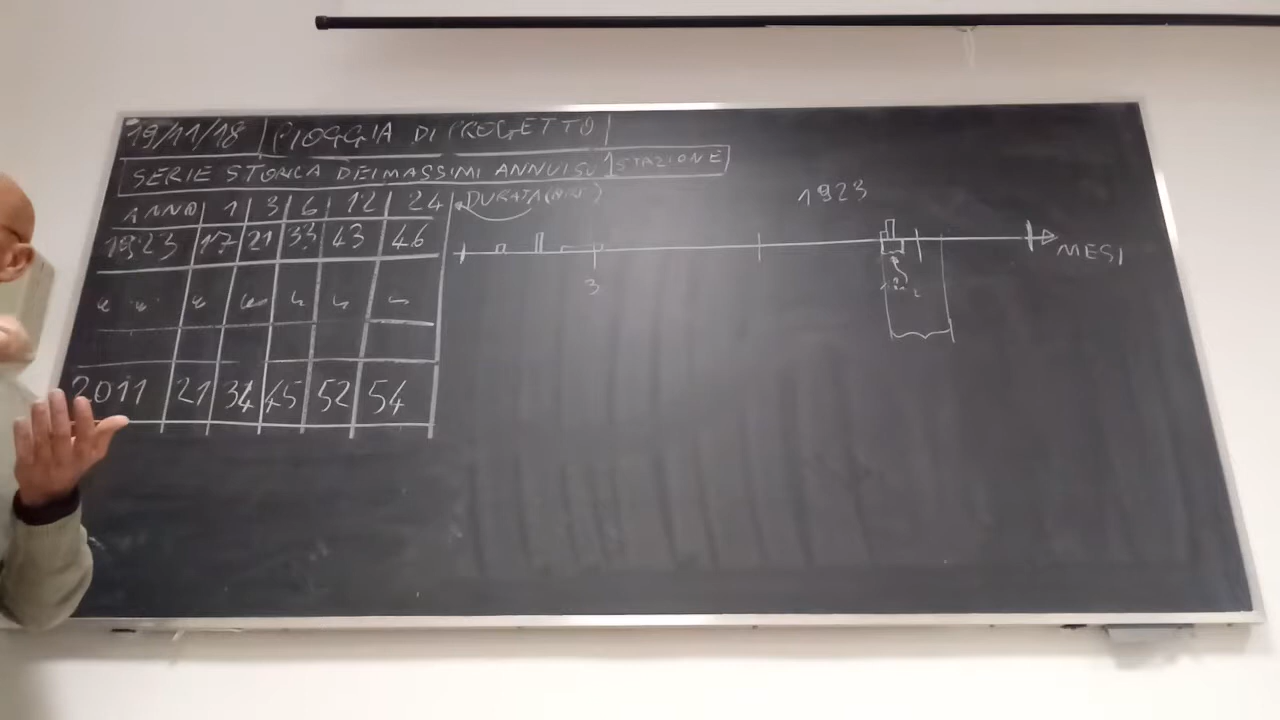 19/11/18 PIOGGIA DI PROGETTO
SERIE STORICA DEI MASSIMI ANNUI SU 1 STAZIONE
ANNO 1 3 6 12 24 DURATA (ORE)
1923 17 21 33 43 46
" " " " " " "
2011 21 34 45 52 54
1923
MESI
3